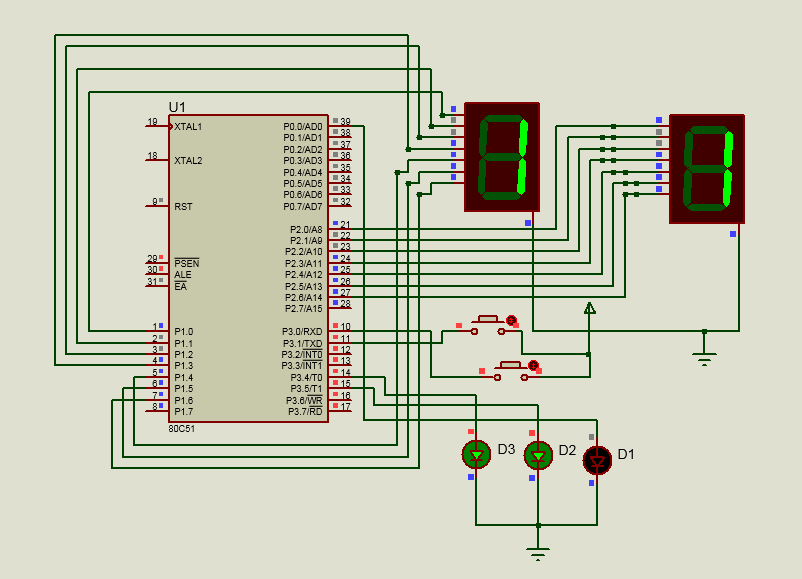 U1
19 XTAL1 P0.0/AD0 39
P0.1/AD1 38
P0.2/AD2 37
18 XTAL2 P0.3/AD3 36
P0.4/AD4 35
P0.5/AD5 34
P0.6/AD6 33
9 RST P0.7/AD7 32
P2.0/A8 21
P2.1/A9 22
P2.2/A10 23
29 PSEN P2.3/A11 24
30 ALE P2.4/A12 25
31 EA P2.5/A13 26
P2.6/A14 27
P2.7/A15 28
1 P1.0 P3.0/RXD 10
2 P1.1 P3.1/TXD 11
3 P1.2 P3.2/INT0 12
4 P1.3 P3.3/INT1 13
5 P1.4 P3.4/T0 14
6 P1.5 P3.5/T1 15
7 P1.6 P3.6/WR 16
8 P1.7 P3.7/RD 17
80C51
1
1
D3
D2
D1